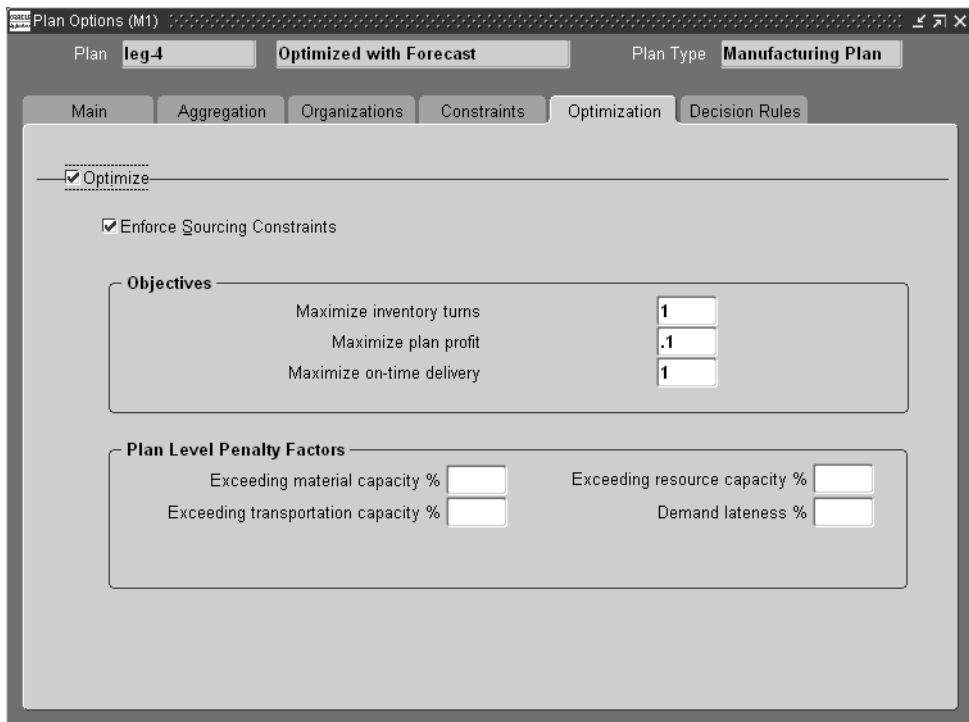 Plan Options (M1)
Plan leg-4 Optimized with Forecast Plan Type Manufacturing Plan
Main Aggregation Organizations Constraints Optimization Decision Rules
Optimize
Enforce Sourcing Constraints
Objectives
Maximize inventory turns 1
Maximize plan profit .1
Maximize on-time delivery 1
Plan Level Penalty Factors
Exceeding material capacity % Exceeding resource capacity %
Exceeding transportation capacity % Demand lateness %